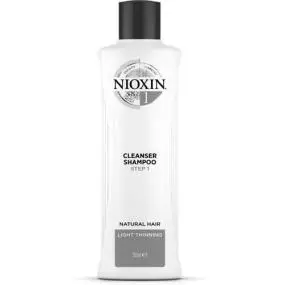 NIOXIN
1
CLEANSER
SHAMPOO
STEP 1
NATURAL HAIR
LIGHT THINNING